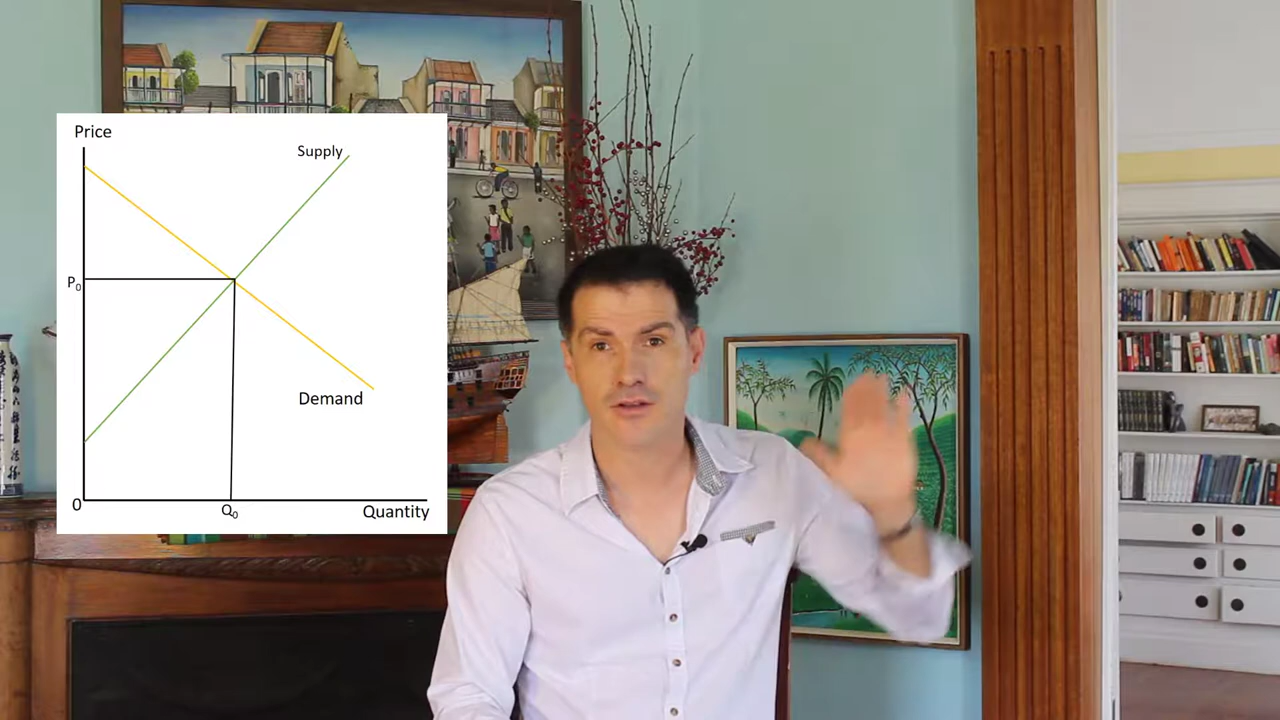 Price
Supply
P₀
Demand
0
Q₀
Quantity